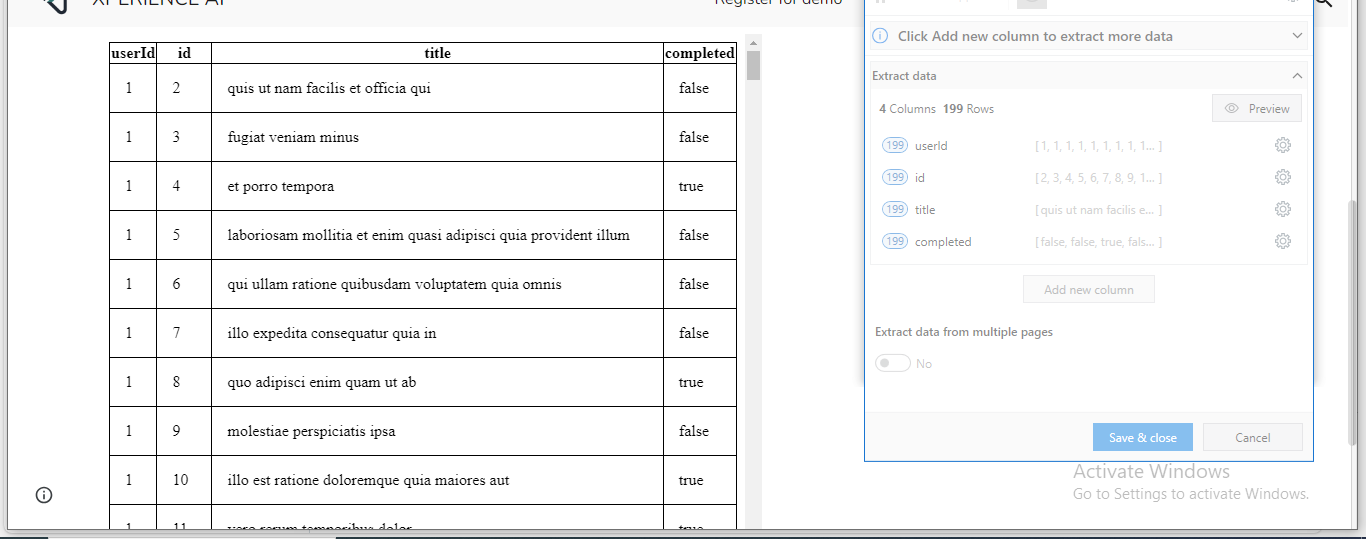 XPERIENCE AI
Register for demo
userId id title completed
1 2 quis ut nam facilis et officia qui false
1 3 fugiat veniam minus false
1 4 et porro tempora true
1 5 laboriosam mollitia et enim quasi adipisci quia provident illum false
1 6 qui ullam ratione quibusdam voluptatem quia omnis false
1 7 illo expedita consequatur quia in false
1 8 quo adipisci enim quam ut ab true
1 9 molestiae perspiciatis ipsa false
1 10 illo est ratione doloremque quia maiores aut true
1 11 vero rerum temporibus dolor true
Click Add new column to extract more data
Extract data
4 Columns 199 Rows
Preview
199 userId [ 1, 1, 1, 1, 1, 1, 1, 1, 1... ]
199 id [ 2, 3, 4, 5, 6, 7, 8, 9, 1... ]
199 title [ quis ut nam facilis e... ]
199 completed [ false, false, true, fals... ]
Add new column
Extract data from multiple pages
No
Save & close Cancel
Activate Windows
Go to Settings to activate Windows.